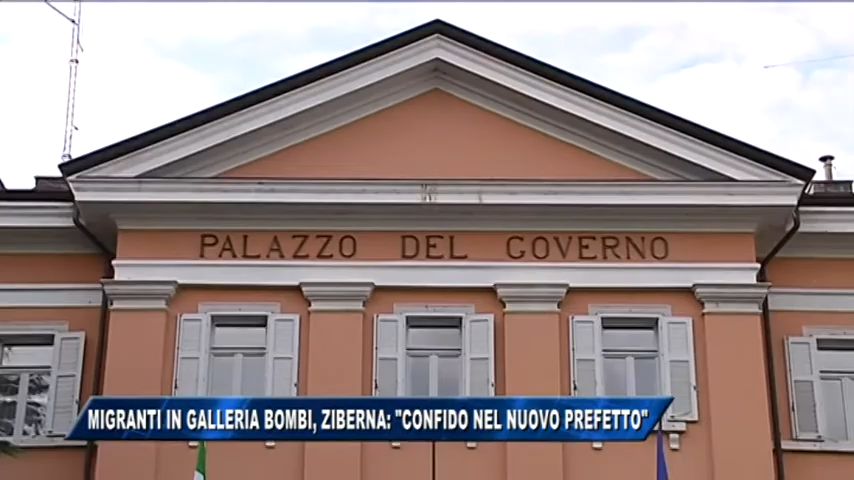 PALAZZO DEL GOVERNO
MIGRANTI IN GALLERIA BOMBI, ZIBERNA: "CONFIDO NEL NUOVO PREFETTO"